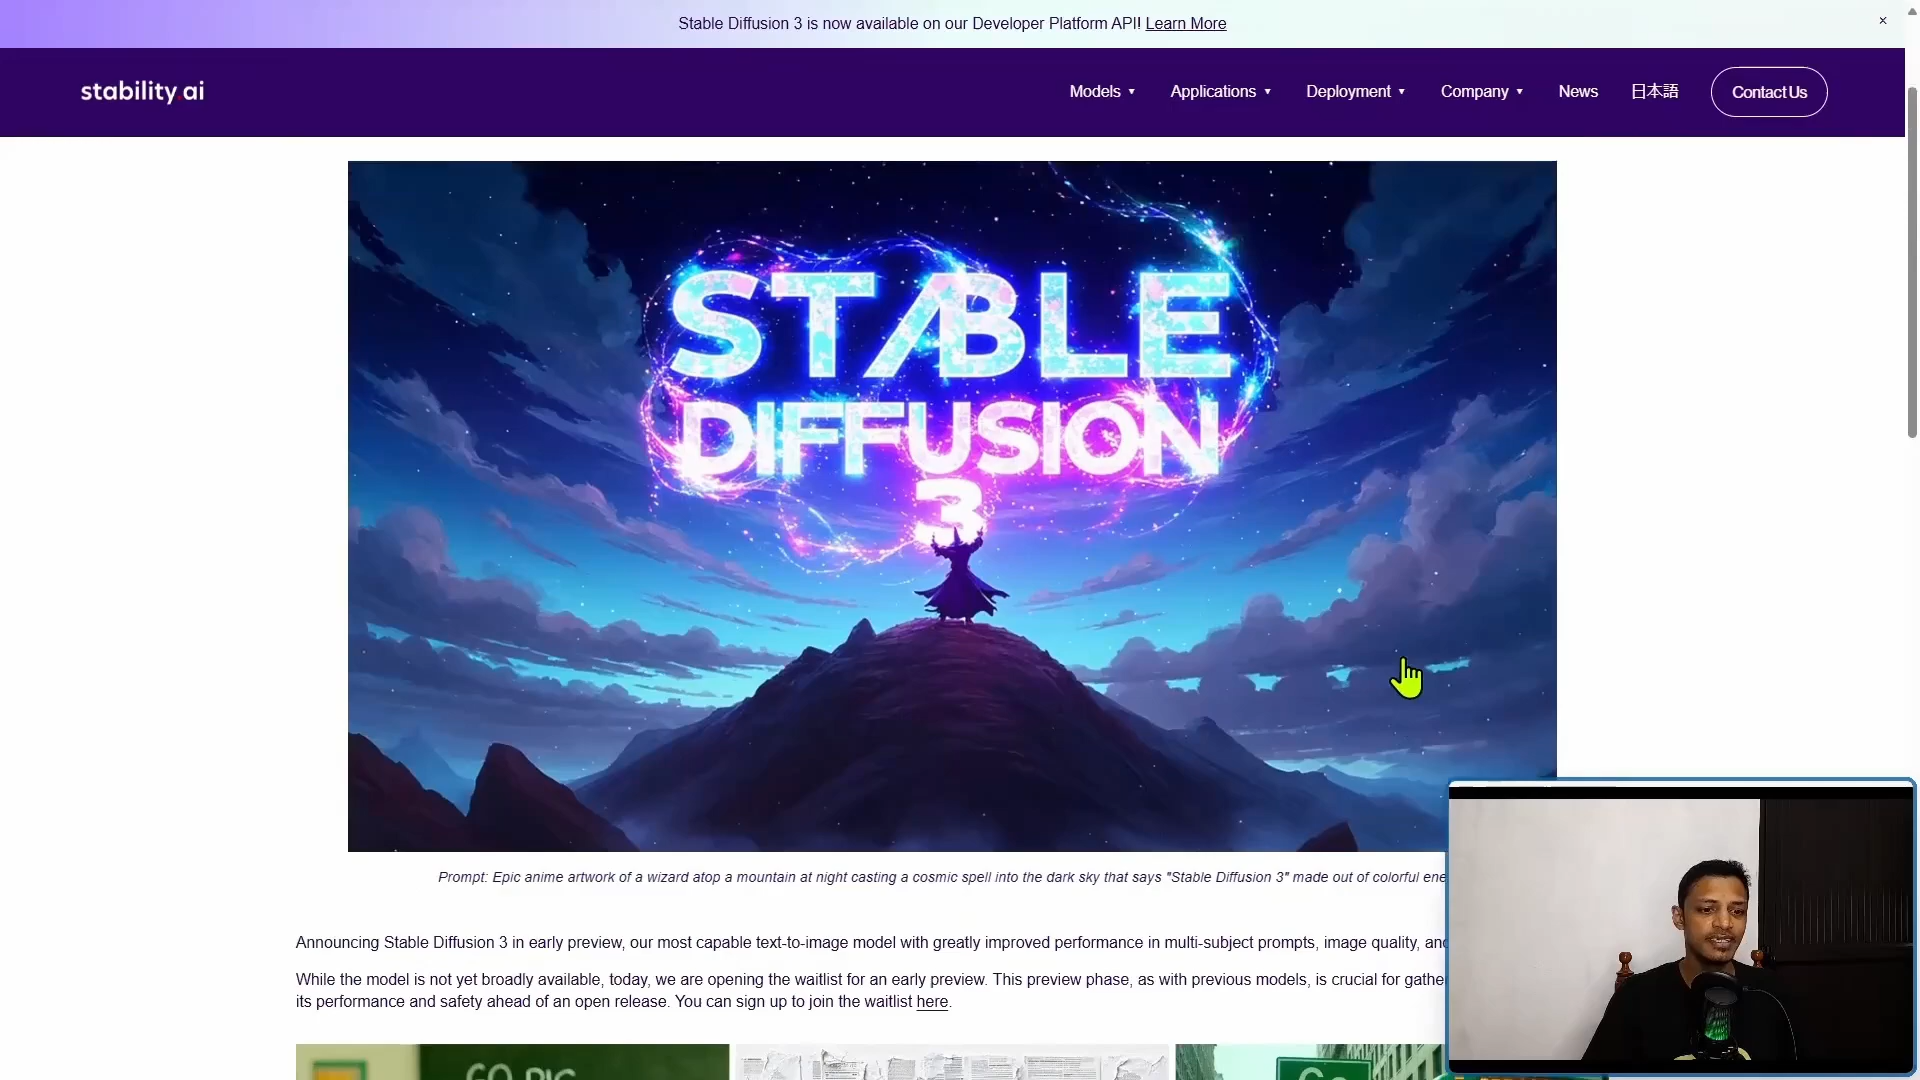 Stable Diffusion 3 is now available on our Developer Platform API! Learn More ×
stability.ai Models ▼ Applications ▼ Deployment ▼ Company ▼ News 日本語 Contact Us
STABLE
DIFFUSION
3
Prompt: Epic anime artwork of a wizard atop a mountain at night casting a cosmic spell into the dark sky that says "Stable Diffusion 3" made out of colorful
Announcing Stable Diffusion 3 in early preview, our most capable text-to-image model with greatly improved performance in multi-subject prompts, image quality,
While the model is not yet broadly available, today, we are opening the waitlist for an early preview. This preview phase, as with previous models, is crucial for
its performance and safety ahead of an open release. You can sign up to join the waitlist here.
GO BIG
Go